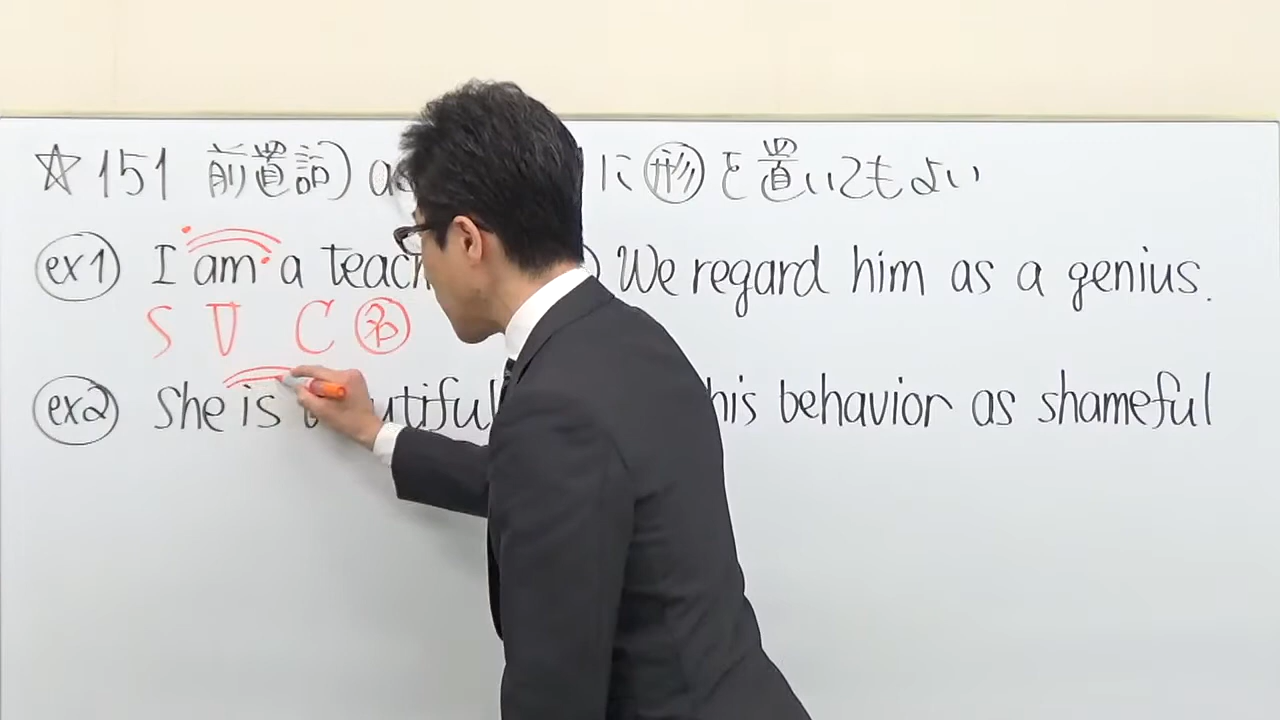 ☆151 前置詞) a に 形 を置いてもよい
ex1 I am a teach We regard him as a genius.
S V C 名
ex2 She is utiful his behavior as shameful